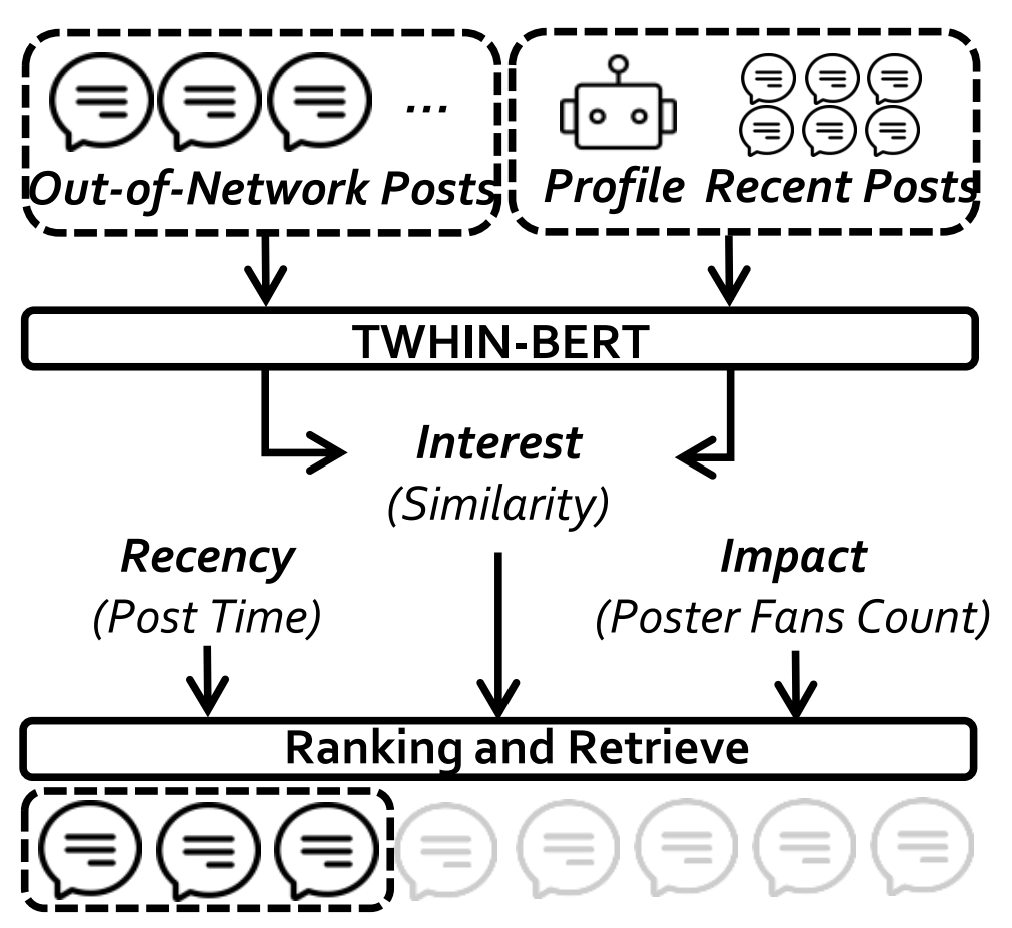 ...
Out-of-Network Posts
Profile Recent Posts
TWHIN-BERT
Interest
(Similarity)
Recency
(Post Time)
Impact
(Poster Fans Count)
Ranking and Retrieve